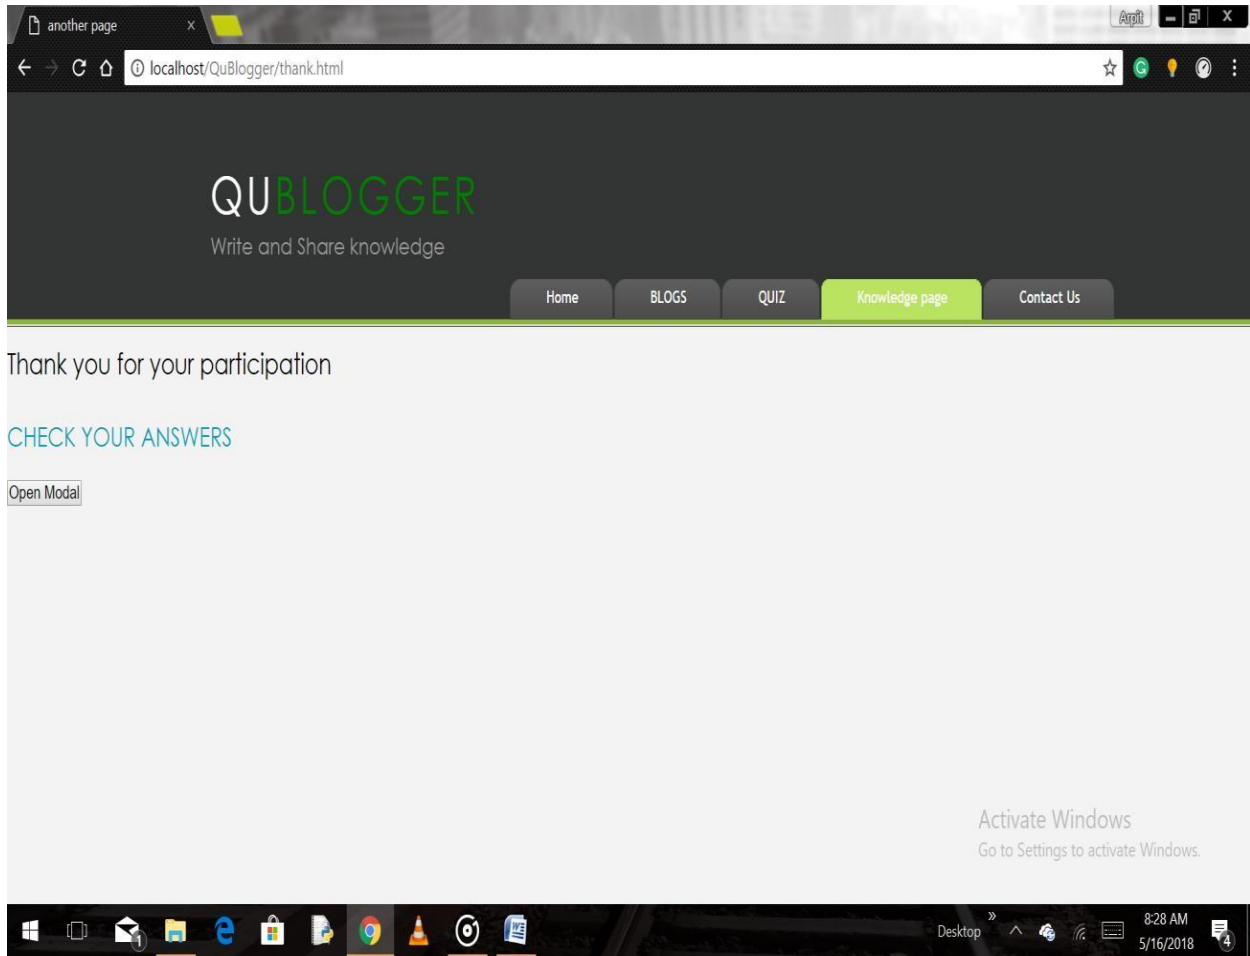 another page
Arpit
localhost/QuBlogger/thank.html
QUBLOGGER
Write and Share knowledge
Home BLOGS QUIZ Knowledge page Contact Us
Thank you for your participation
CHECK YOUR ANSWERS
Open Modal
Activate Windows
Go to Settings to activate Windows.
Desktop
8:28 AM
5/16/2018
1
4